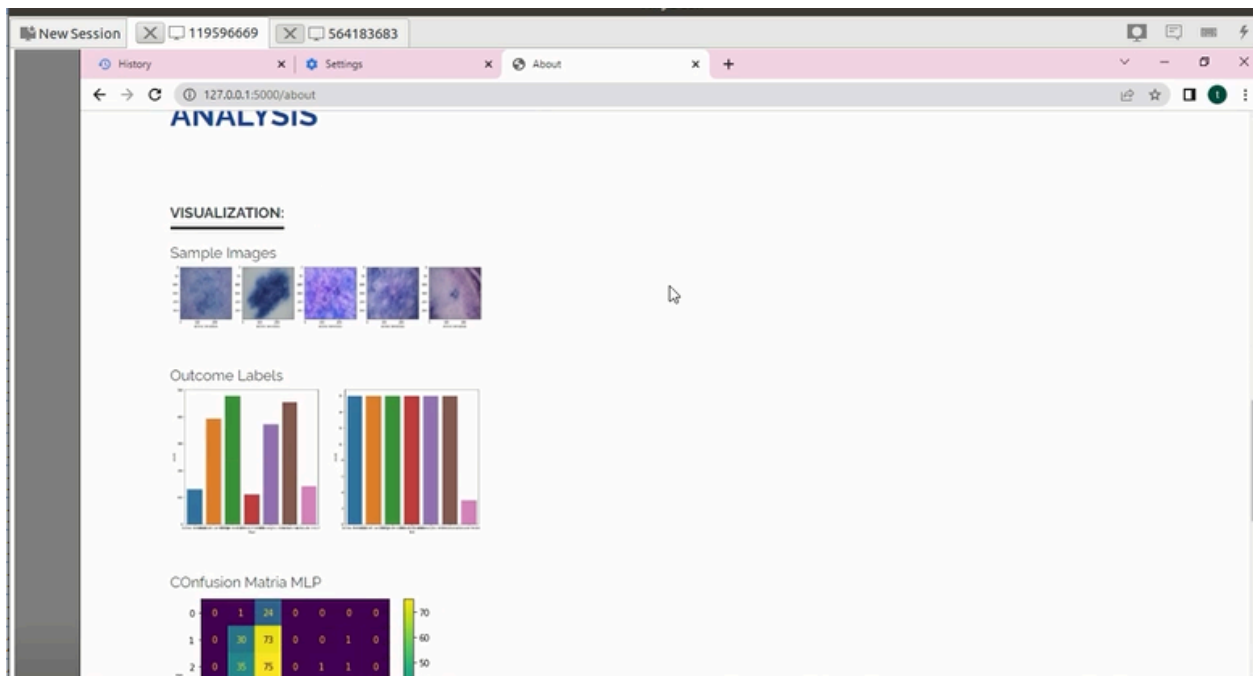 New Session
119596669
564183683
History
Settings
About
127.0.0.1:5000/about
t
ANALYSIS
VISUALIZATION:
Sample Images
Outcome Labels
COnfusion Matria MLP
0 0 1 24 0 0 0 0 70
1 0 30 73 0 0 1 0 60
2 0 35 75 0 1 1 0 50